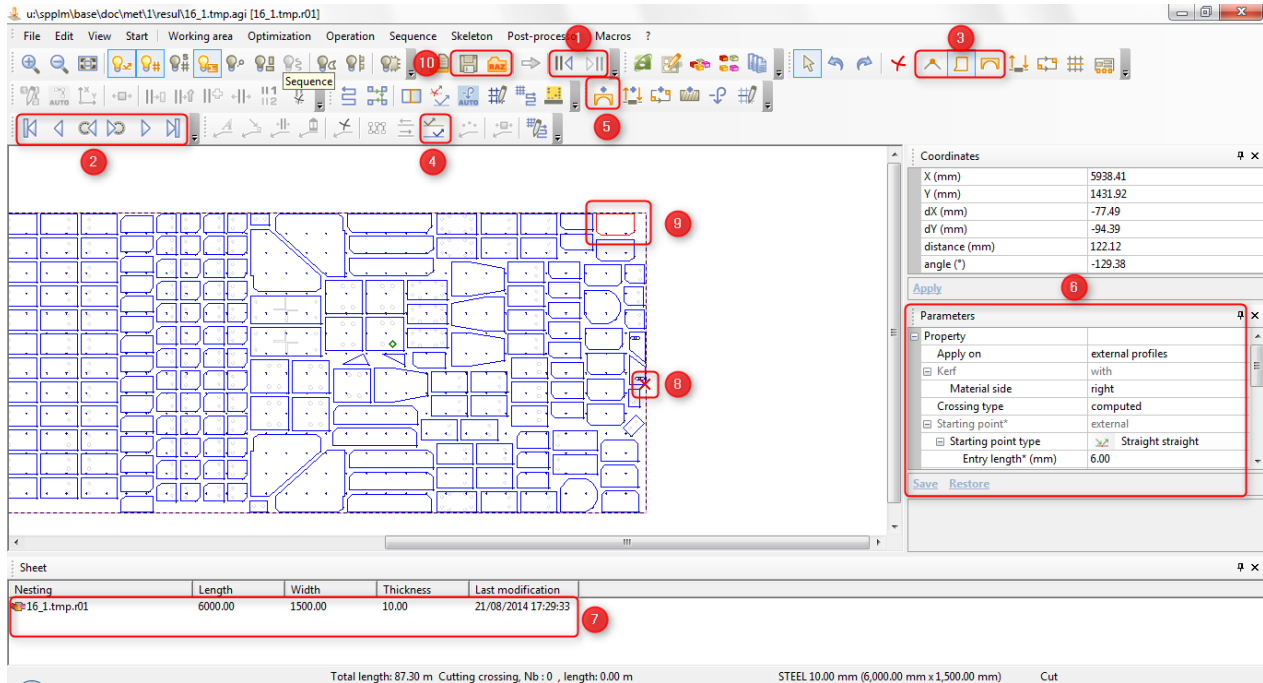 u:\spplm\base\doc\met\1\resul\16_1.tmp.agi [16_1.tmp.r01]
File Edit View Start Working area Optimization Operation Sequence Skeleton Post-processo Macros ?
1
3
10
RAZ
Sequence
AUTO
AUTO
5
2
4
Coordinates
X (mm) 5938.41
Y (mm) 1431.92
dX (mm) -77.49
dY (mm) -94.39
distance (mm) 122.12
angle (°) -129.38
Apply
6
9
8
Parameters
Property
Apply on external profiles
Kerf with
Material side right
Crossing type computed
Starting point* external
Starting point type Straight straight
Entry length* (mm) 6.00
Save Restore
Sheet
Nesting Length Width Thickness Last modification
16_1.tmp.r01 6000.00 1500.00 10.00 21/08/2014 17:29:33
7
Total length: 87.30 m Cutting crossing, Nb : 0 , length: 0.00 m STEEL 10.00 mm (6,000.00 mm x 1,500.00 mm) Cut